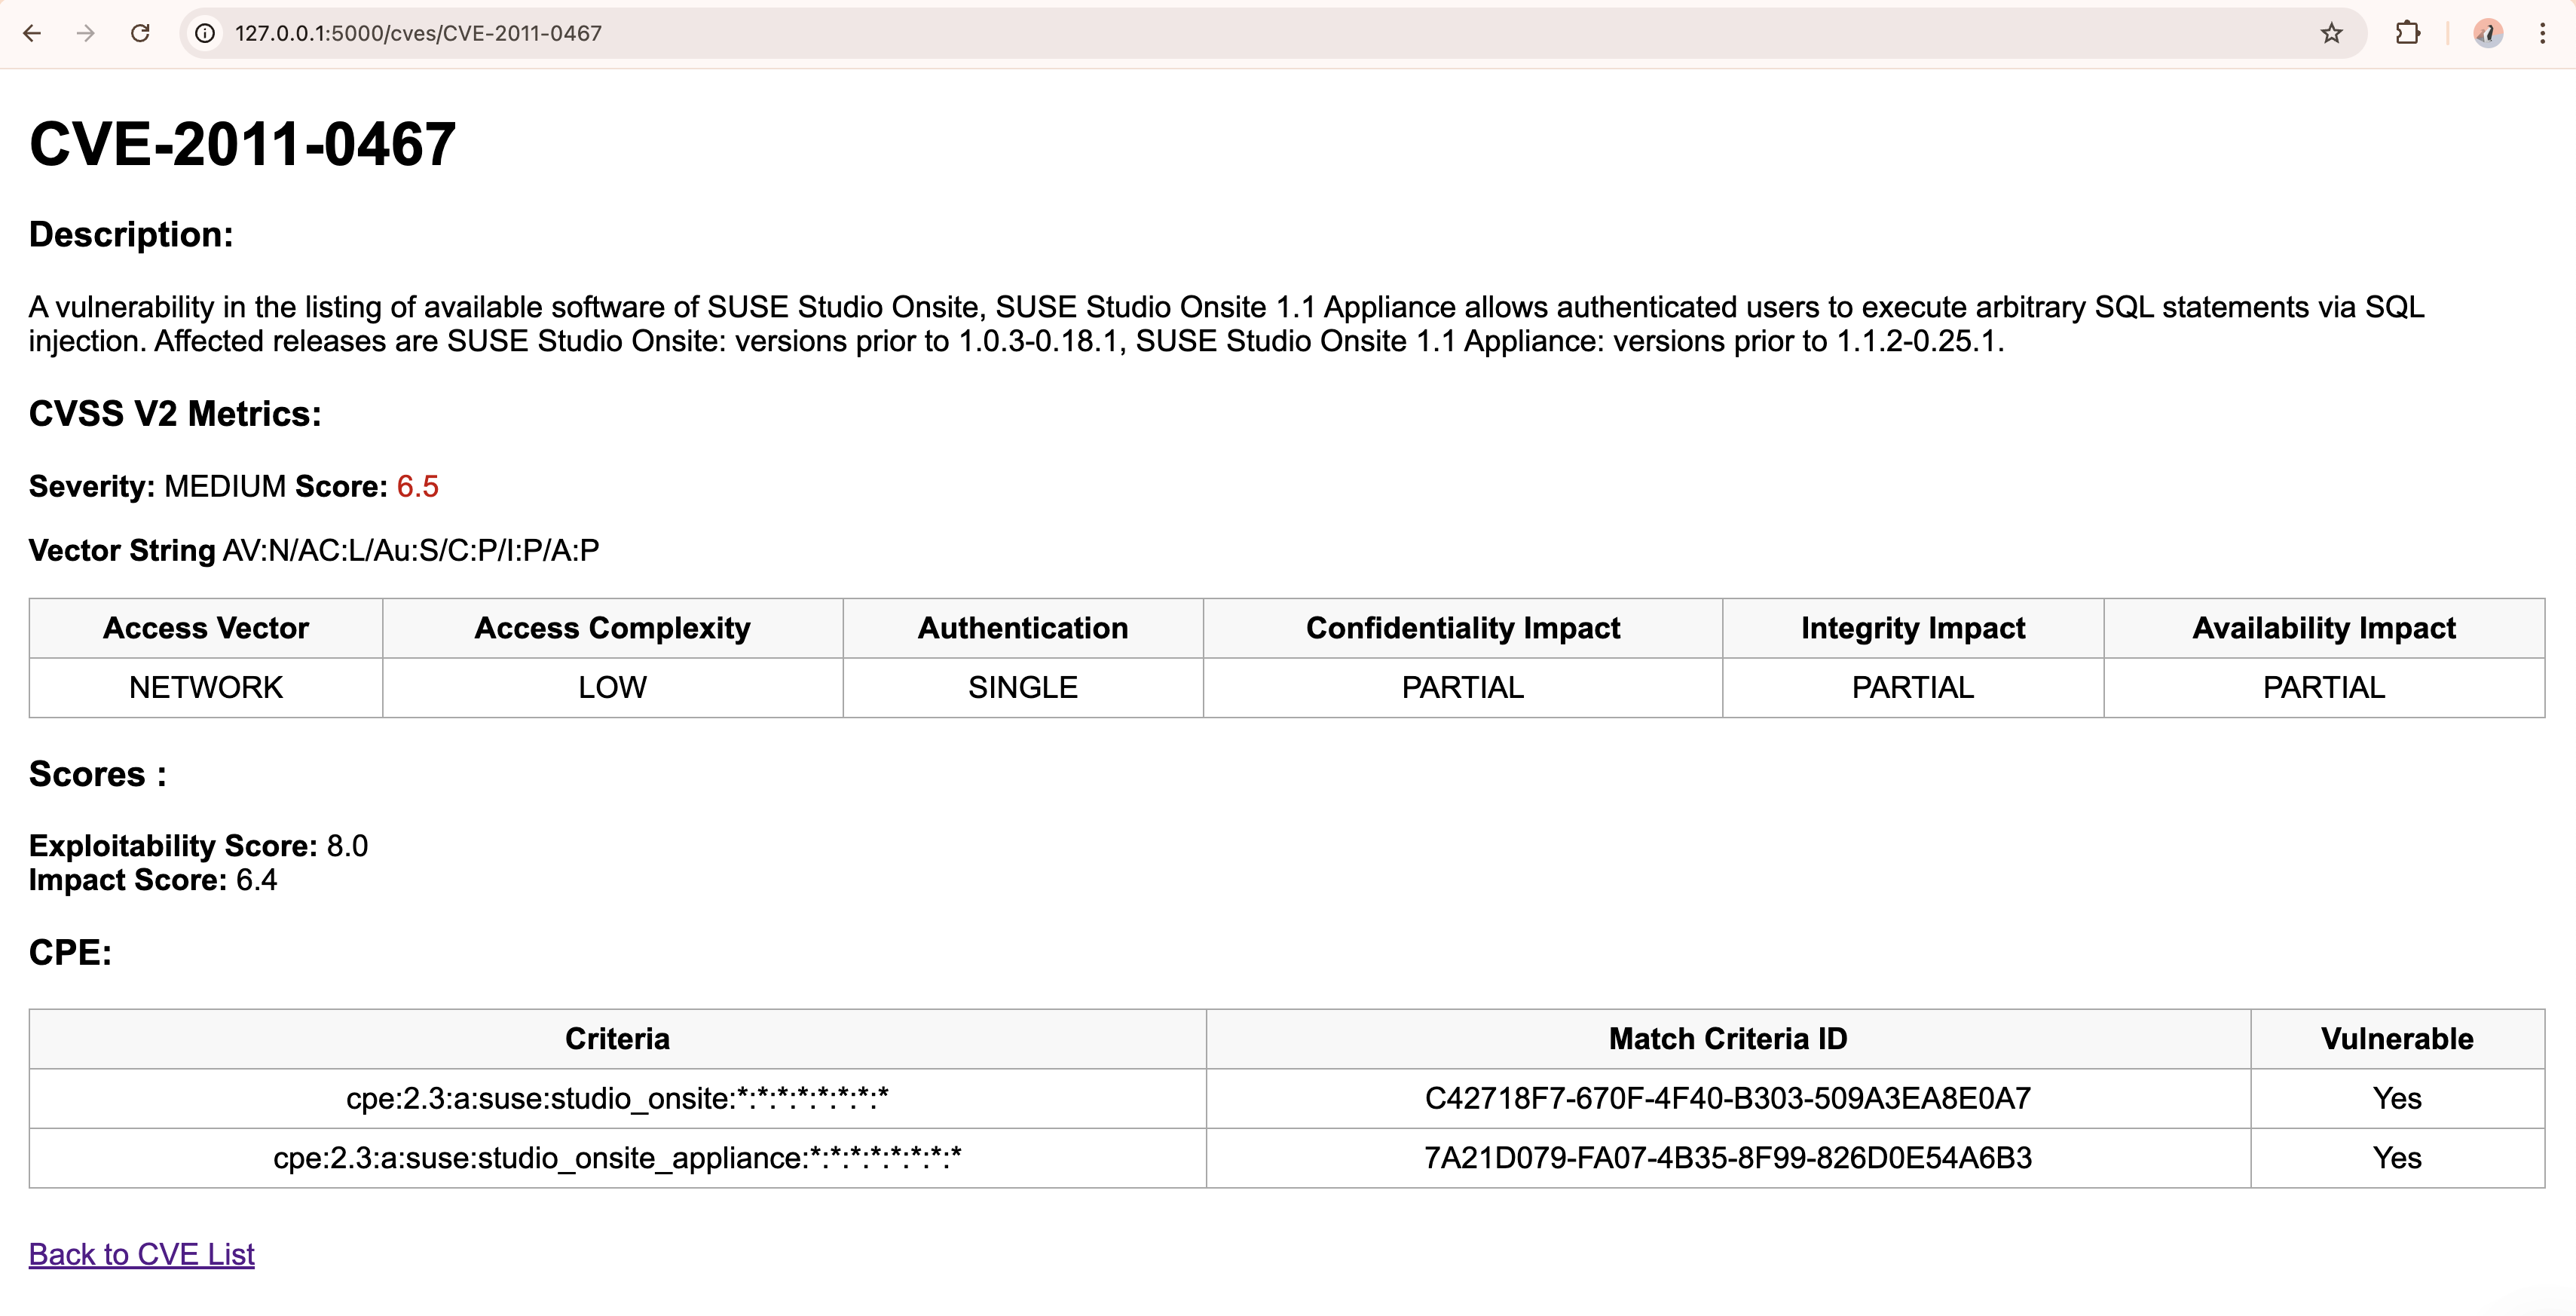 127.0.0.1:5000/cves/CVE-2011-0467
CVE-2011-0467
Description:
A vulnerability in the listing of available software of SUSE Studio Onsite, SUSE Studio Onsite 1.1 Appliance allows authenticated users to execute arbitrary SQL statements via SQL
injection. Affected releases are SUSE Studio Onsite: versions prior to 1.0.3-0.18.1, SUSE Studio Onsite 1.1 Appliance: versions prior to 1.1.2-0.25.1.
CVSS V2 Metrics:
Severity: MEDIUM Score: 6.5
Vector String AV:N/AC:L/Au:S/C:P/I:P/A:P
Access Vector Access Complexity Authentication Confidentiality Impact Integrity Impact Availability Impact
NETWORK LOW SINGLE PARTIAL PARTIAL PARTIAL
Scores :
Exploitability Score: 8.0
Impact Score: 6.4
CPE:
Criteria Match Criteria ID Vulnerable
cpe:2.3:a:suse:studio_onsite:*:*:*:*:*:*:*:* C42718F7-670F-4F40-B303-509A3EA8E0A7 Yes
cpe:2.3:a:suse:studio_onsite_appliance:*:*:*:*:*:*:*:* 7A21D079-FA07-4B35-8F99-826D0E54A6B3 Yes
Back to CVE List